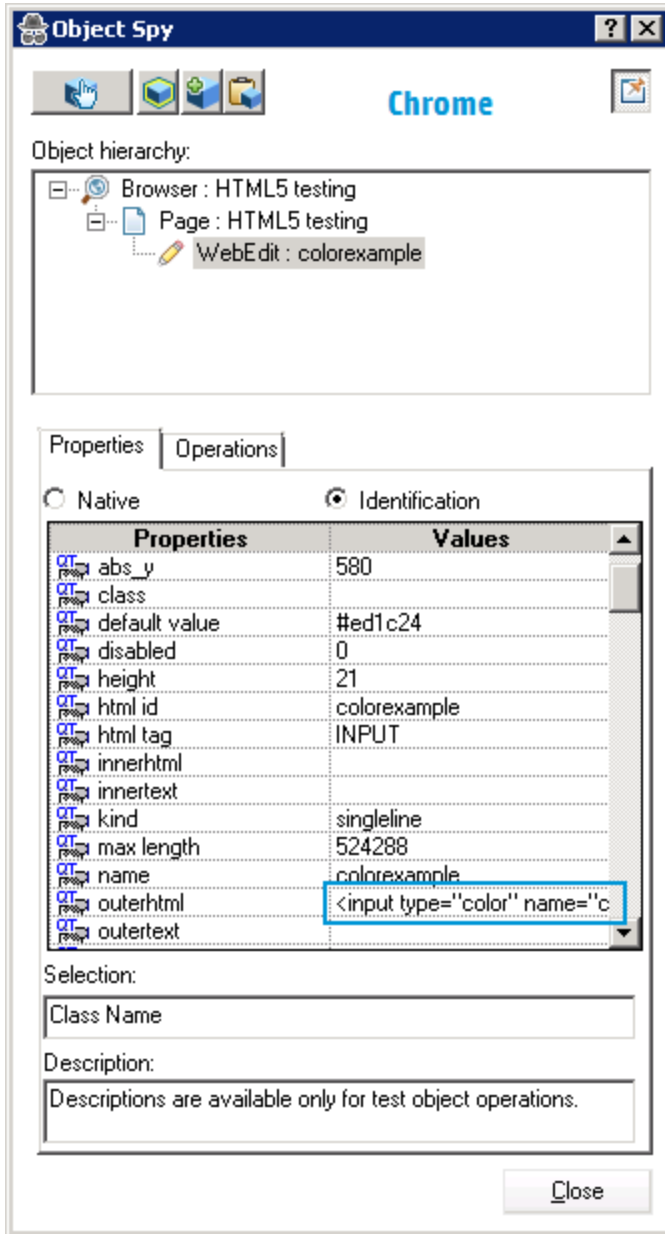 Object Spy
Chrome
Object hierarchy:
Browser : HTML5 testing
Page : HTML5 testing
WebEdit : colorexample
Properties Operations
Native Identification
Properties Values
abs_y 580
class
default value #ed1c24
disabled 0
height 21
html id colorexample
html tag INPUT
innerhtml
innertext
kind singleline
max length 524288
name colorexample
outerhtml <input type="color" name="c
outertext
Selection:
Class Name
Description:
Descriptions are available only for test object operations.
Close